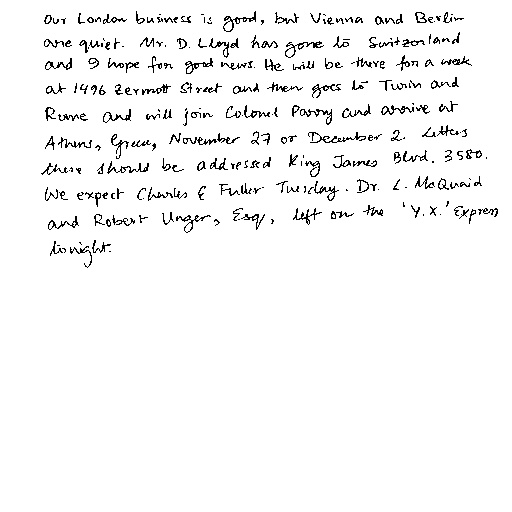 Our London business is good, but Vienna and Berlin
are quiet. Mr. D. Lloyd has gone to Switzerland
and I hope for good news. He will be there for a week
at 1496 Zermott Street and then goes to Turin and
Rome and will join Colonel Parry and arrive at
Athens, Greece, November 27 or December 2. Letters
there should be addressed King James Blvd. 3580.
We expect Charles E Fuller Tuesday. Dr. L. McQuaid
and Robert Unger, Esq, left on the 'Y.X.' Express
tonight.